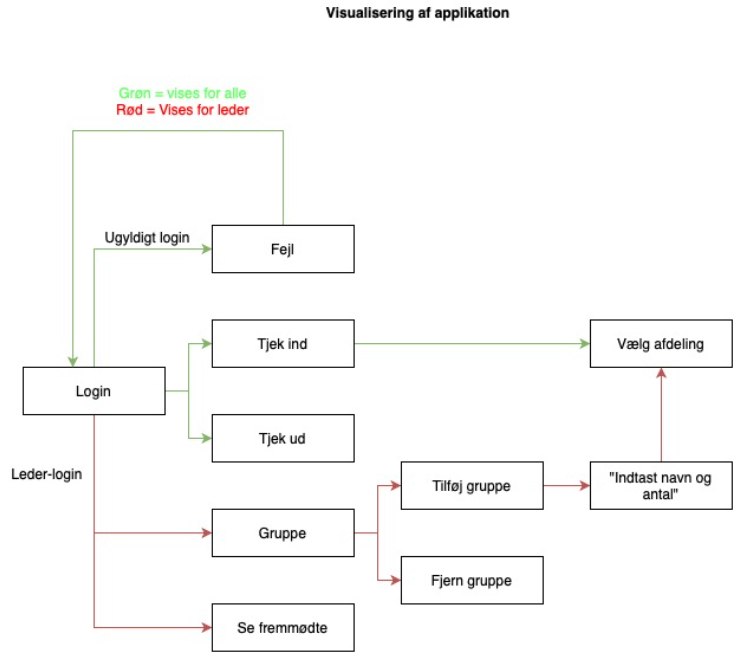 Visualisering af applikation
Grøn = vises for alle
Rød = Vises for leder
Ugyldigt login
Fejl
Tjek ind
Vælg afdeling
Login
Tjek ud
Leder-login
Tilføj gruppe
"Indtast navn og
antal"
Gruppe
Fjern gruppe
Se fremmødte